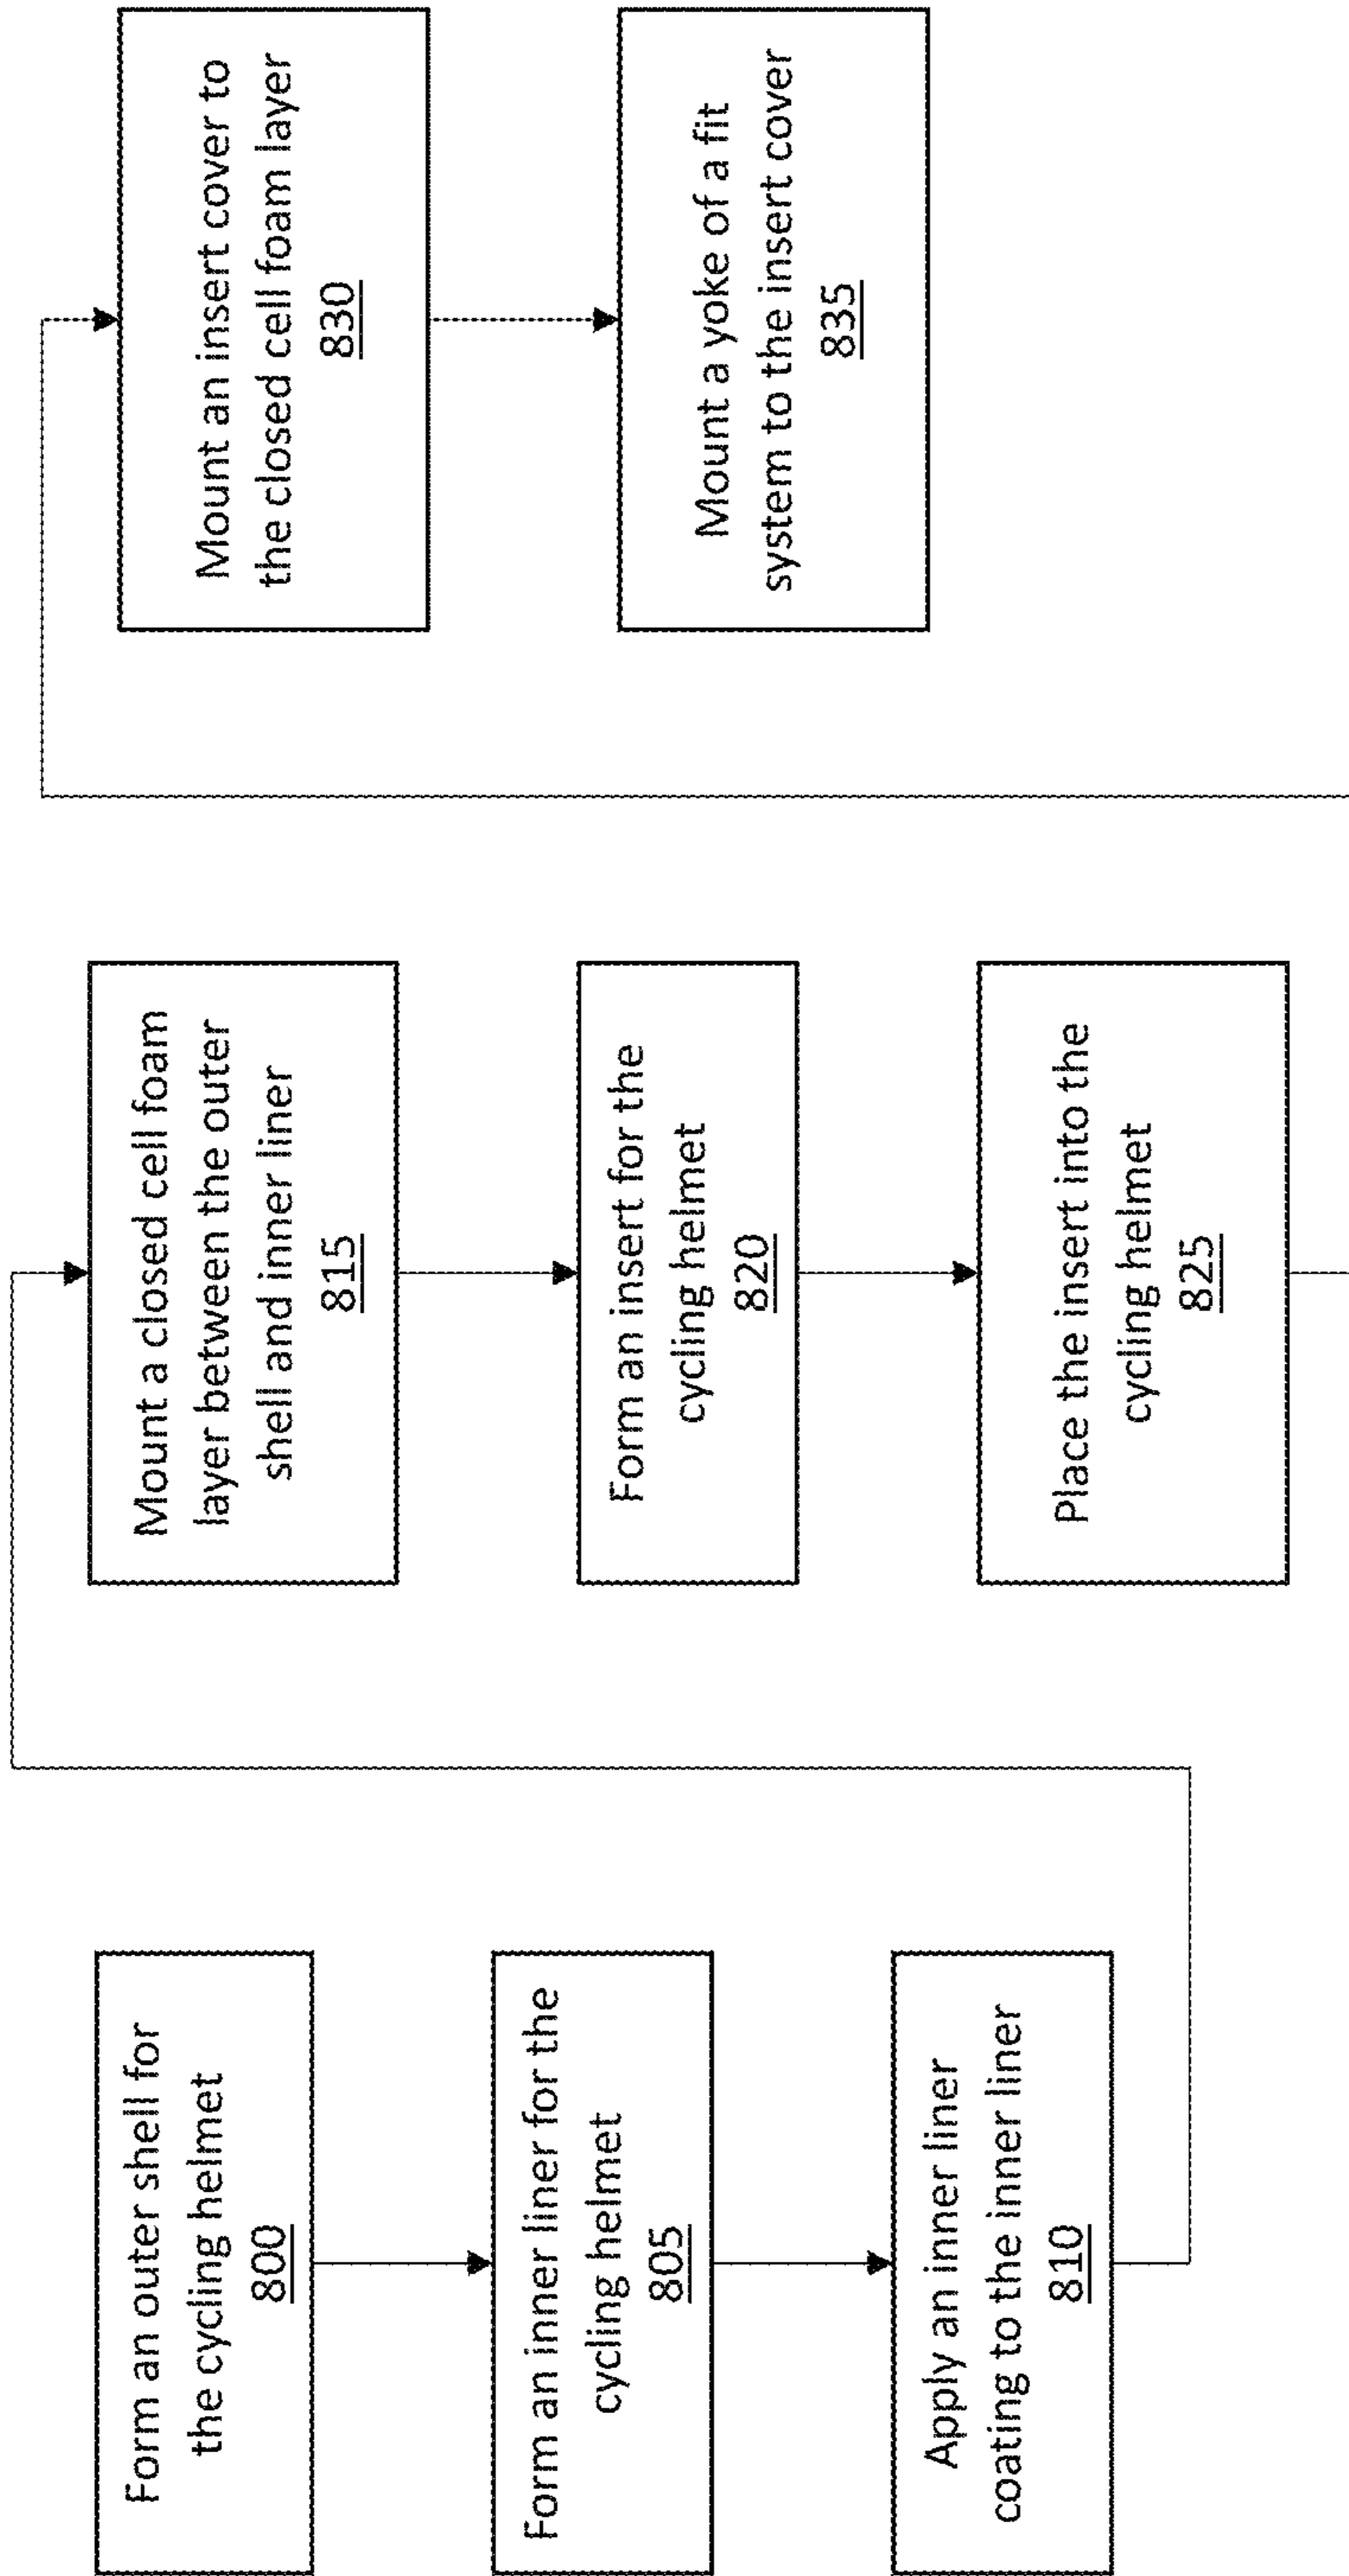 Form an outer shell for
the cycling helmet
800
Form an inner liner for the
cycling helmet
805
Apply an inner liner
coating to the inner liner
810
Mount a closed cell foam
layer between the outer
shell and inner liner
815
Form an insert for the
cycling helmet
820
Place the insert into the
cycling helmet
825
Mount an insert cover to
the closed cell foam layer
830
Mount a yoke of a fit
system to the insert cover
835